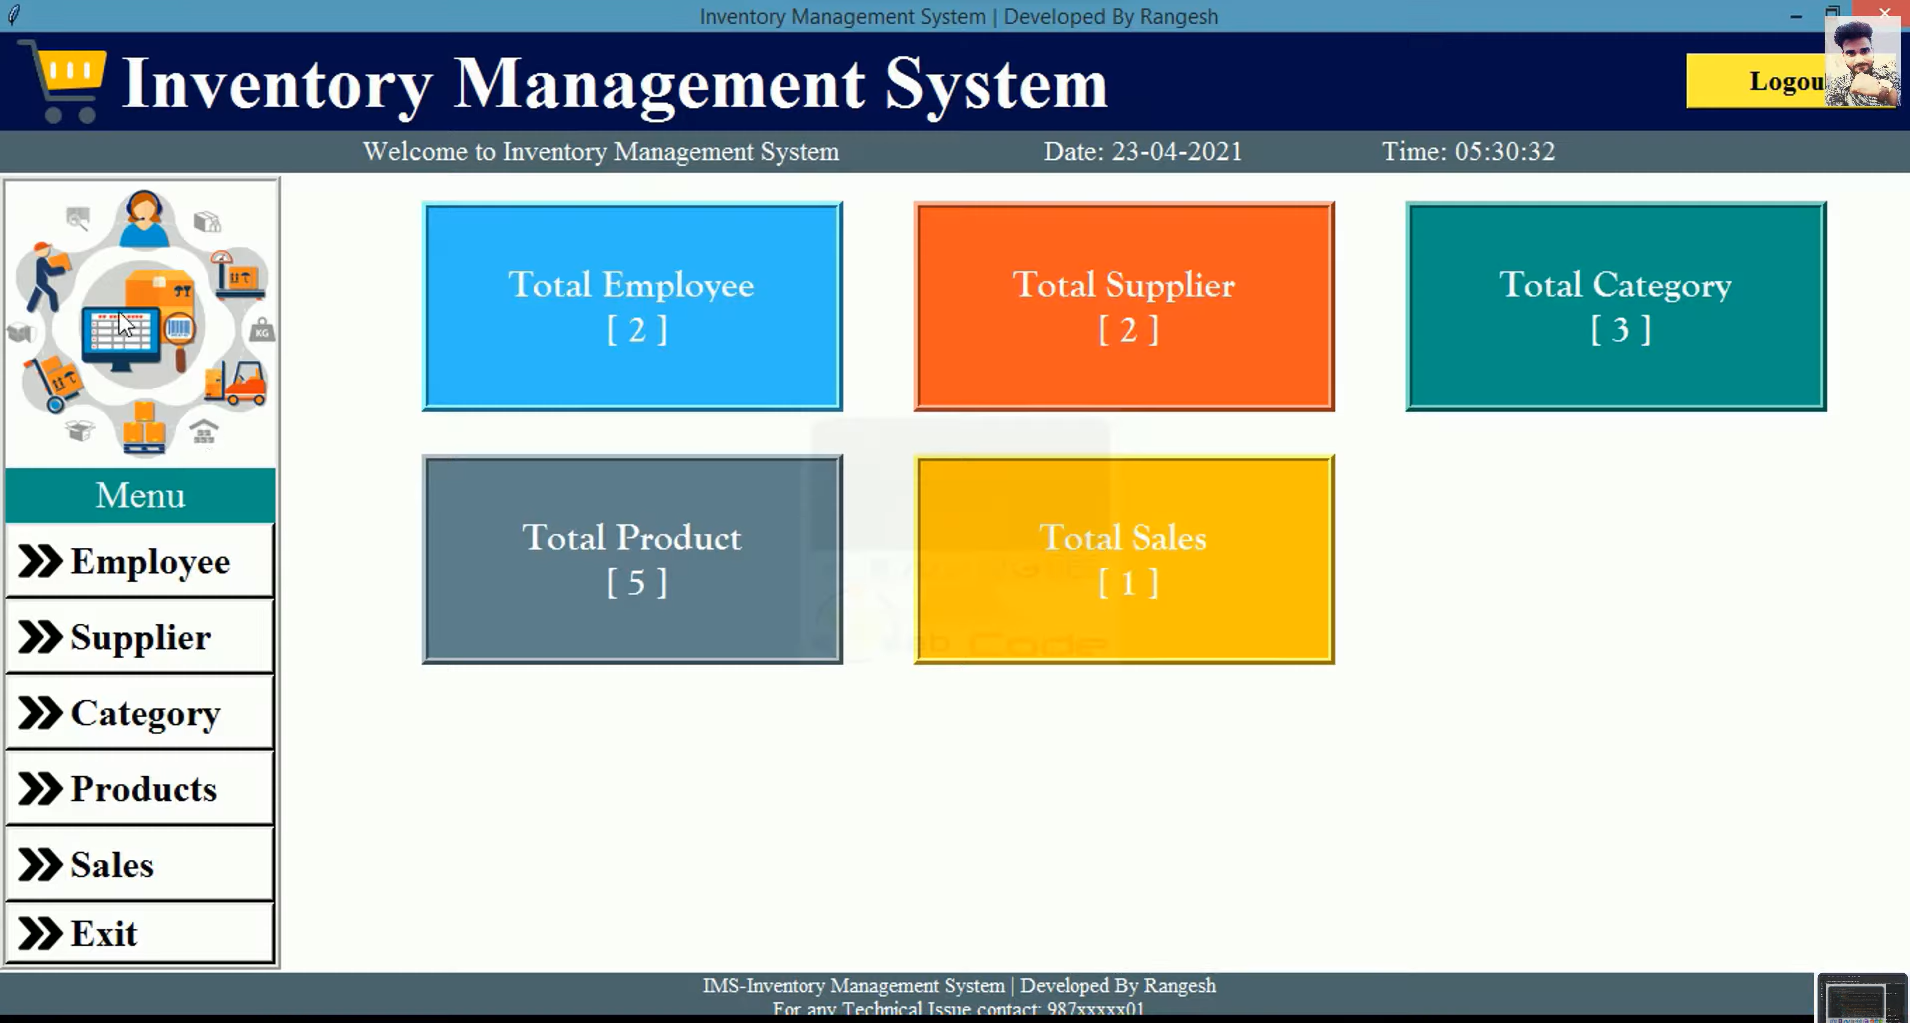 Inventory Management System | Developed By Rangesh
Inventory Management System
Logou
Welcome to Inventory Management System
Date: 23-04-2021
Time: 05:30:32
Total Employee
[ 2 ]
Total Supplier
[ 2 ]
Total Category
[ 3 ]
KG
Total Product
[ 5 ]
Total Sales
[ 1 ]
Code
Menu
Employee
Supplier
Category
Products
Sales
Exit
IMS-Inventory Management System | Developed By Rangesh
For any Technical Issue contact: 987xxxxx01